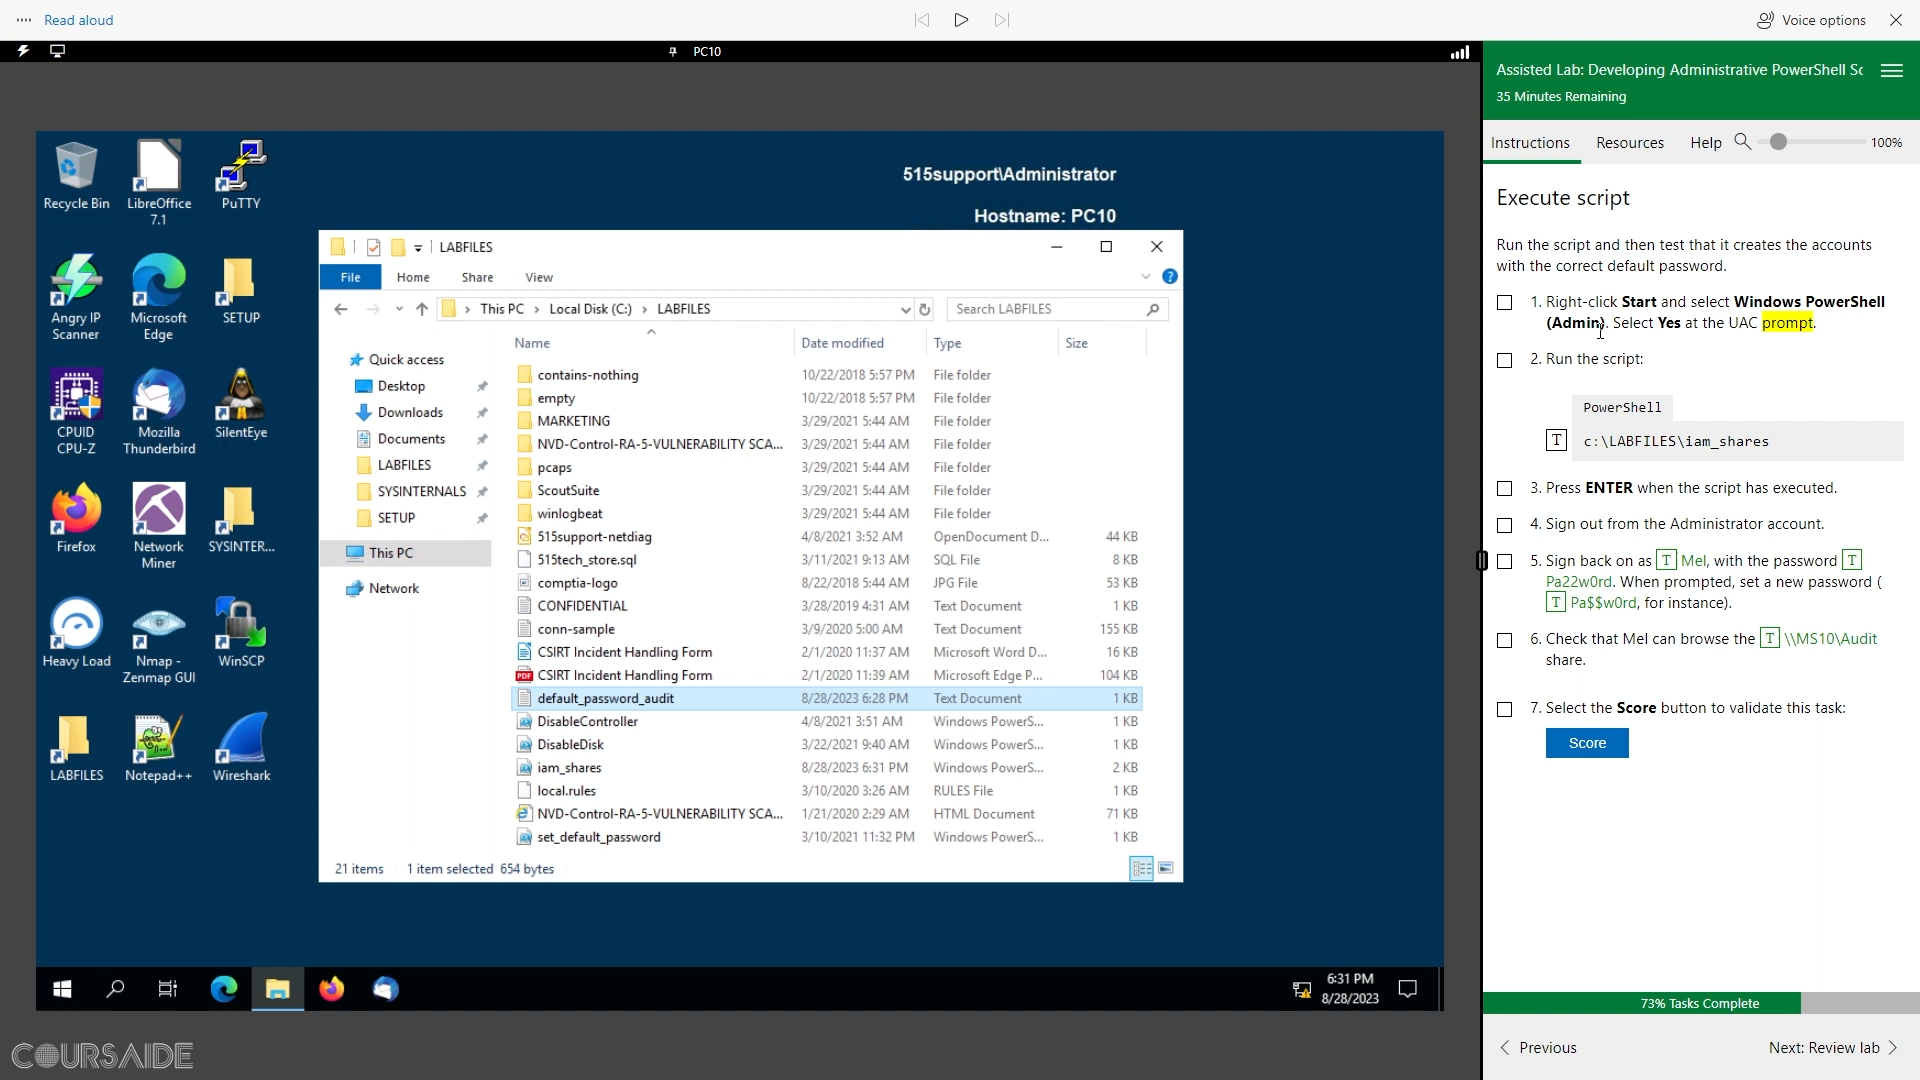 Read aloud
Voice options
PC10
Assisted Lab: Developing Administrative PowerShell Sc
35 Minutes Remaining
Instructions Resources Help 100%
515support\Administrator
Hostname: PC10
Recycle Bin
LibreOffice 7.1
PuTTY
Angry IP Scanner
Microsoft Edge
SETUP
CPUID CPU-Z
Mozilla Thunderbird
SilentEye
Firefox
Network Miner
SYSINTER...
Heavy Load
Nmap - Zenmap GUI
WinSCP
LABFILES
Notepad++
Wireshark
LABFILES
File Home Share View
This PC > Local Disk (C:) > LABFILES
Search LABFILES
Quick access
Desktop
Downloads
Documents
LABFILES
SYSINTERNALS
SETUP
This PC
Network
Name Date modified Type Size
contains-nothing 10/22/2018 5:57 PM File folder
empty 10/22/2018 5:57 PM File folder
MARKETING 3/29/2021 5:44 AM File folder
NVD-Control-RA-5-VULNERABILITY SCA... 3/29/2021 5:44 AM File folder
pcaps 3/29/2021 5:44 AM File folder
ScoutSuite 3/29/2021 5:44 AM File folder
winlogbeat 3/29/2021 5:44 AM File folder
515support-netdiag 4/8/2021 3:52 AM OpenDocument D... 44 KB
515tech_store.sql 3/11/2021 9:13 AM SQL File 8 KB
comptia-logo 8/22/2018 5:44 AM JPG File 53 KB
CONFIDENTIAL 3/28/2019 4:31 AM Text Document 1 KB
conn-sample 3/9/2020 5:00 AM Text Document 155 KB
CSIRT Incident Handling Form 2/1/2020 11:37 AM Microsoft Word D... 16 KB
CSIRT Incident Handling Form 2/1/2020 11:39 AM Microsoft Edge P... 104 KB
default_password_audit 8/28/2023 6:28 PM Text Document 1 KB
DisableController 4/8/2021 3:51 AM Windows PowerS... 1 KB
DisableDisk 3/22/2021 9:40 AM Windows PowerS... 1 KB
iam_shares 8/28/2023 6:31 PM Windows PowerS... 2 KB
local.rules 3/10/2020 3:26 AM RULES File 1 KB
NVD-Control-RA-5-VULNERABILITY SCA... 1/21/2020 2:29 AM HTML Document 71 KB
set_default_password 3/10/2021 11:32 PM Windows PowerS... 1 KB
21 items 1 item selected 654 bytes
6:31 PM
8/28/2023
COURSAIDE
Execute script
Run the script and then test that it creates the accounts
with the correct default password.
1. Right-click Start and select Windows PowerShell
(Admin). Select Yes at the UAC prompt.
2. Run the script:
PowerShell
T c:\LABFILES\iam_shares
3. Press ENTER when the script has executed.
4. Sign out from the Administrator account.
5. Sign back on as T Mel, with the password T
Pa22w0rd. When prompted, set a new password (
T Pa$$w0rd, for instance).
6. Check that Mel can browse the T \\MS10\Audit
share.
7. Select the Score button to validate this task:
Score
73% Tasks Complete
Previous
Next: Review lab